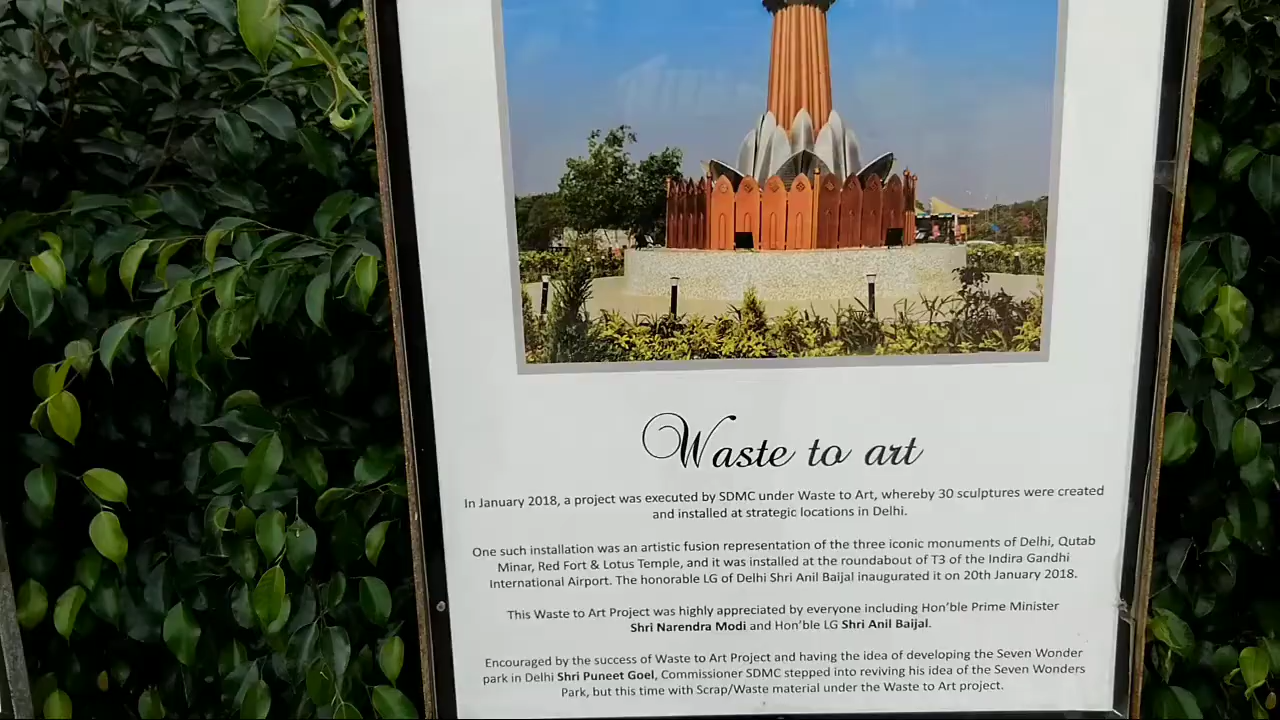 Waste to art
In January 2018, a project was executed by SDMC under Waste to Art, whereby 30 sculptures were created
and installed at strategic locations in Delhi.
One such installation was an artistic fusion representation of the three iconic monuments of Delhi, Qutab
Minar, Red Fort & Lotus Temple, and it was installed at the roundabout of T3 of the Indira Gandhi
International Airport. The honorable LG of Delhi Shri Anil Baijal inaugurated it on 20th January 2018.
This Waste to Art Project was highly appreciated by everyone including Hon'ble Prime Minister
Shri Narendra Modi and Hon'ble LG Shri Anil Baijal.
Encouraged by the success of Waste to Art Project and having the idea of developing the Seven Wonder
park in Delhi Shri Puneet Goel, Commissioner SDMC stepped into reviving his idea of the Seven Wonders
Park, but this time with Scrap/Waste material under the Waste to Art project.